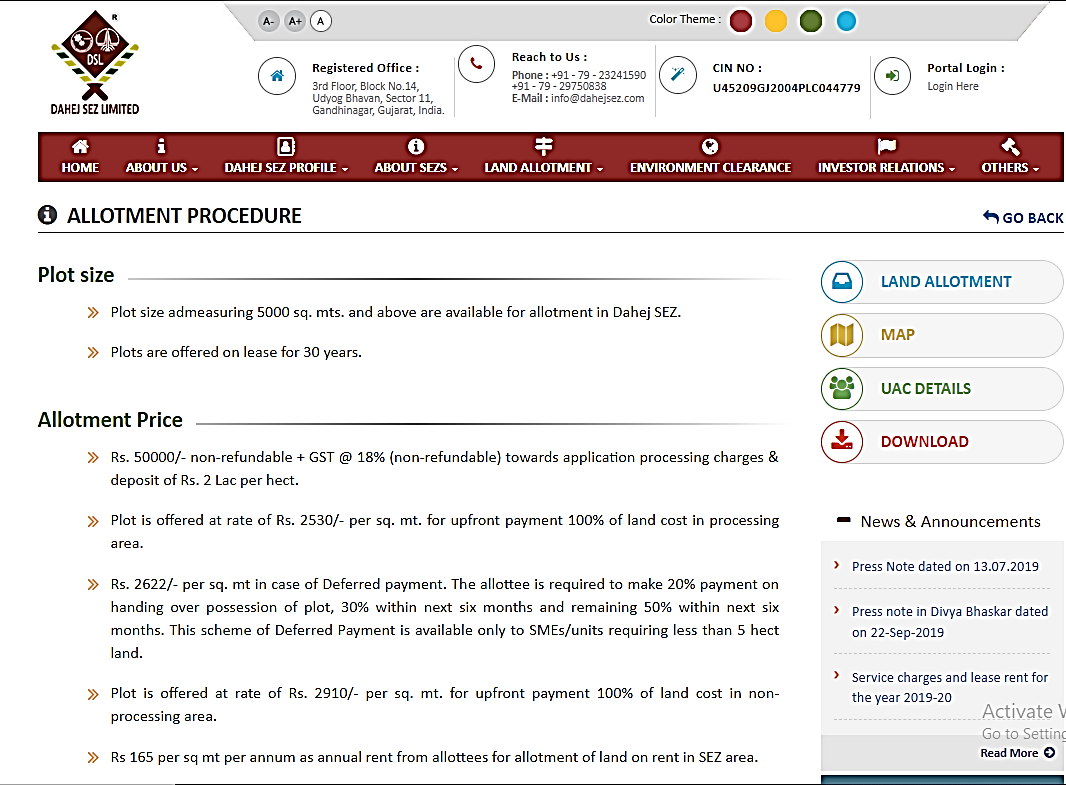 R
DSL
DAHEJ SEZ LIMITED
A- A+ A
Color Theme :
Registered Office :
3rd Floor, Block No.14,
Udyog Bhavan, Sector 11,
Gandhinagar, Gujarat, India.
Reach to Us :
Phone : +91 - 79 - 23241590
+91 - 79 - 29750838
E-Mail : info@dahejsez.com
CIN NO :
U45209GJ2004PLC044779
Portal Login :
Login Here
HOME ABOUT US DAHEJ SEZ PROFILE ABOUT SEZS LAND ALLOTMENT ENVIRONMENT CLEARANCE INVESTOR RELATIONS OTHERS
ALLOTMENT PROCEDURE
GO BACK
Plot size
Plot size admeasuring 5000 sq. mts. and above are available for allotment in Dahej SEZ.
Plots are offered on lease for 30 years.
Allotment Price
Rs. 50000/- non-refundable + GST @ 18% (non-refundable) towards application processing charges &
deposit of Rs. 2 Lac per hect.
Plot is offered at rate of Rs. 2530/- per sq. mt. for upfront payment 100% of land cost in processing
area.
Rs. 2622/- per sq. mt in case of Deferred payment. The allottee is required to make 20% payment on
handing over possession of plot, 30% within next six months and remaining 50% within next six
months. This scheme of Deferred Payment is available only to SMEs/units requiring less than 5 hect
land.
Plot is offered at rate of Rs. 2910/- per sq. mt. for upfront payment 100% of land cost in non-
processing area.
Rs 165 per sq mt per annum as annual rent from allottees for allotment of land on rent in SEZ area.
LAND ALLOTMENT
MAP
UAC DETAILS
DOWNLOAD
News & Announcements
Press Note dated on 13.07.2019
Press note in Divya Bhaskar dated
on 22-Sep-2019
Service charges and lease rent for
the year 2019-20
Activate W
Go to Setting
Read More